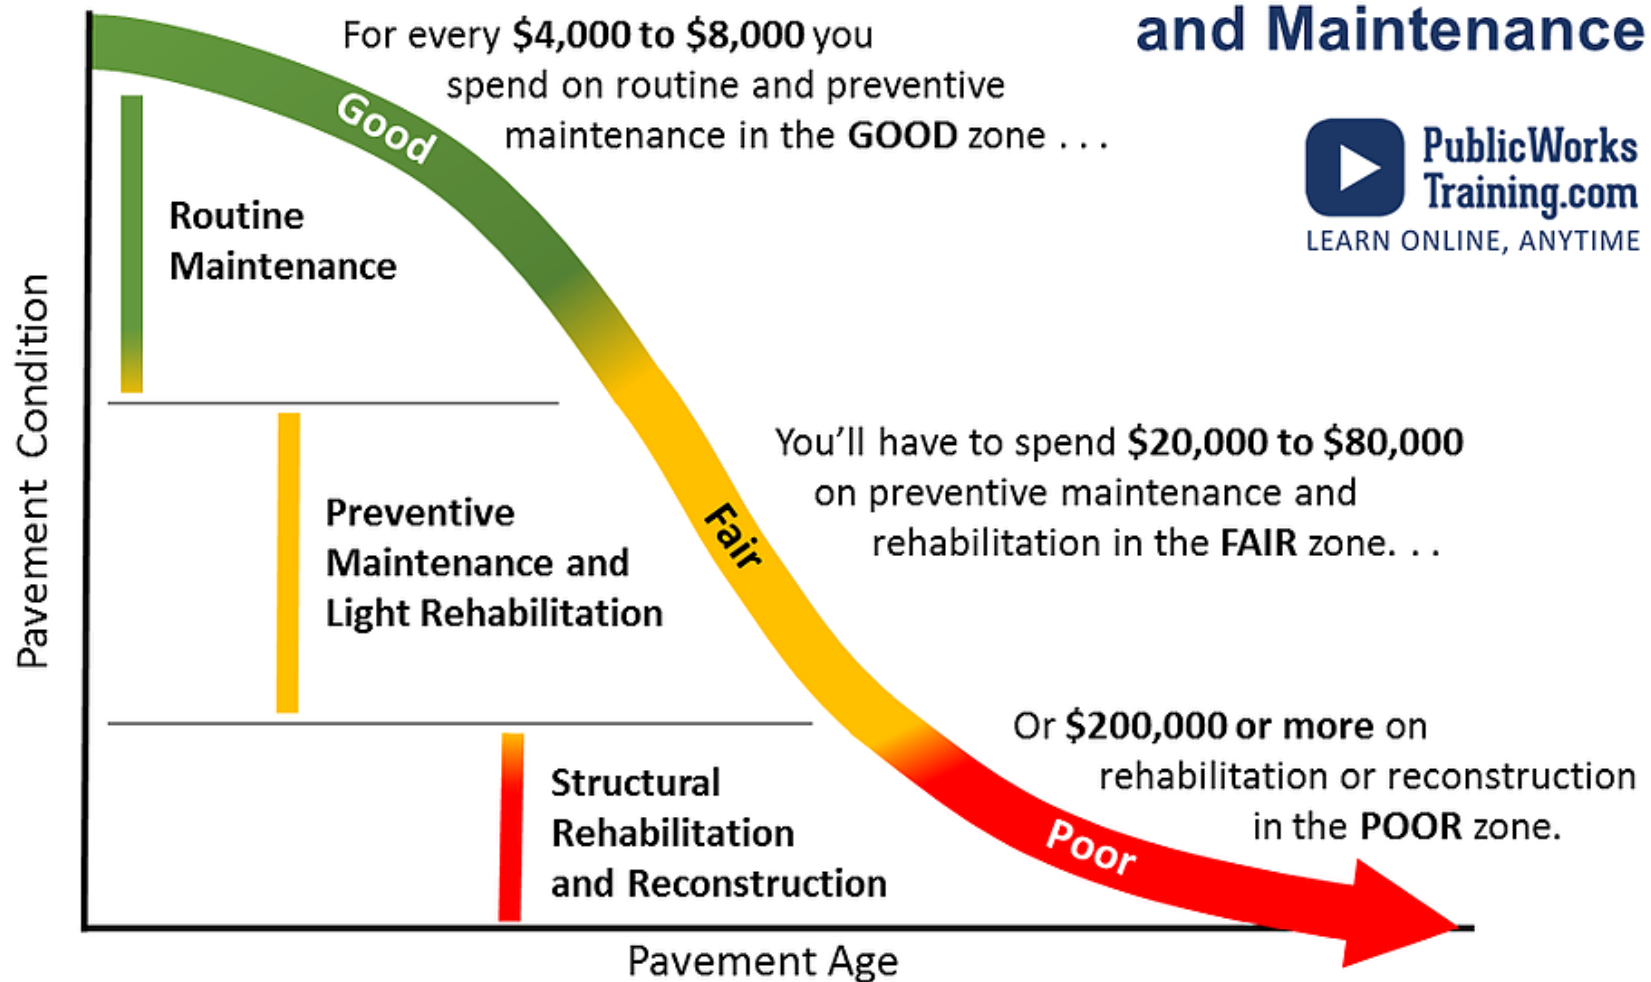 and Maintenance
For every $4,000 to $8,000 you
spend on routine and preventive
maintenance in the GOOD zone . . .
PublicWorks
Training.com
LEARN ONLINE, ANYTIME
Good
Routine
Maintenance
Pavement Condition
You'll have to spend $20,000 to $80,000
on preventive maintenance and
rehabilitation in the FAIR zone. . .
Fair
Preventive
Maintenance and
Light Rehabilitation
Or $200,000 or more on
rehabilitation or reconstruction
in the POOR zone.
Poor
Structural
Rehabilitation
and Reconstruction
Pavement Age